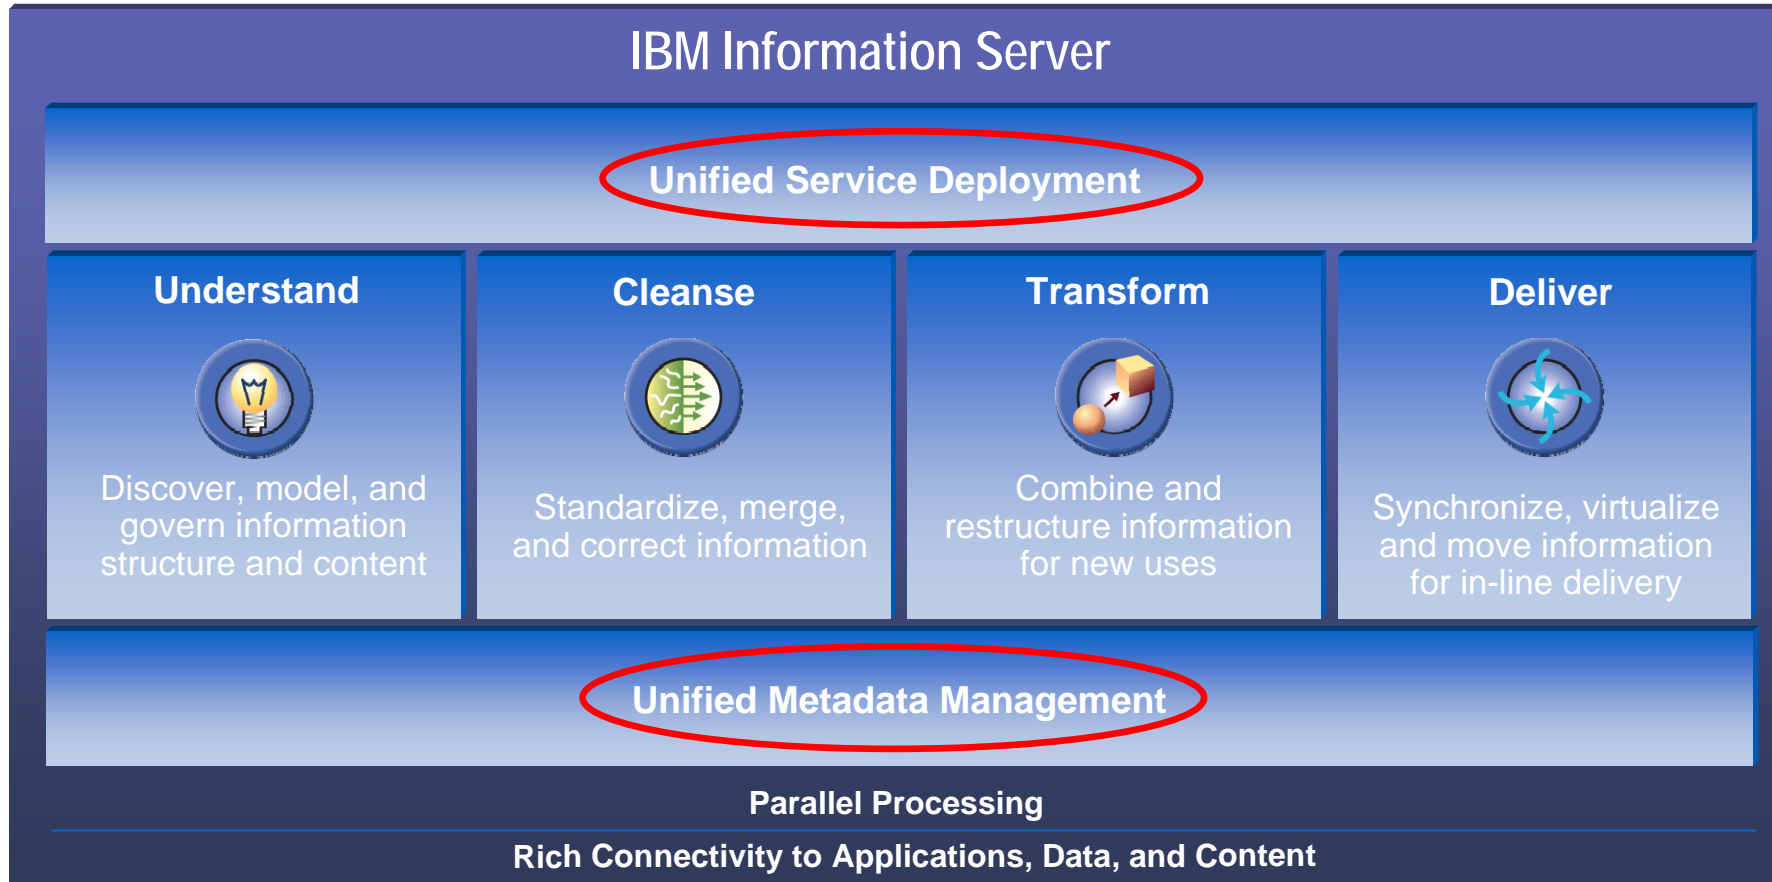 IBM Information Server
Unified Service Deployment
Understand
Discover, model, and
govern information
structure and content
Cleanse
Standardize, merge,
and correct information
Transform
Combine and
restructure information
for new uses
Deliver
Synchronize, virtualize
and move information
for in-line delivery
Unified Metadata Management
Parallel Processing
Rich Connectivity to Applications, Data, and Content